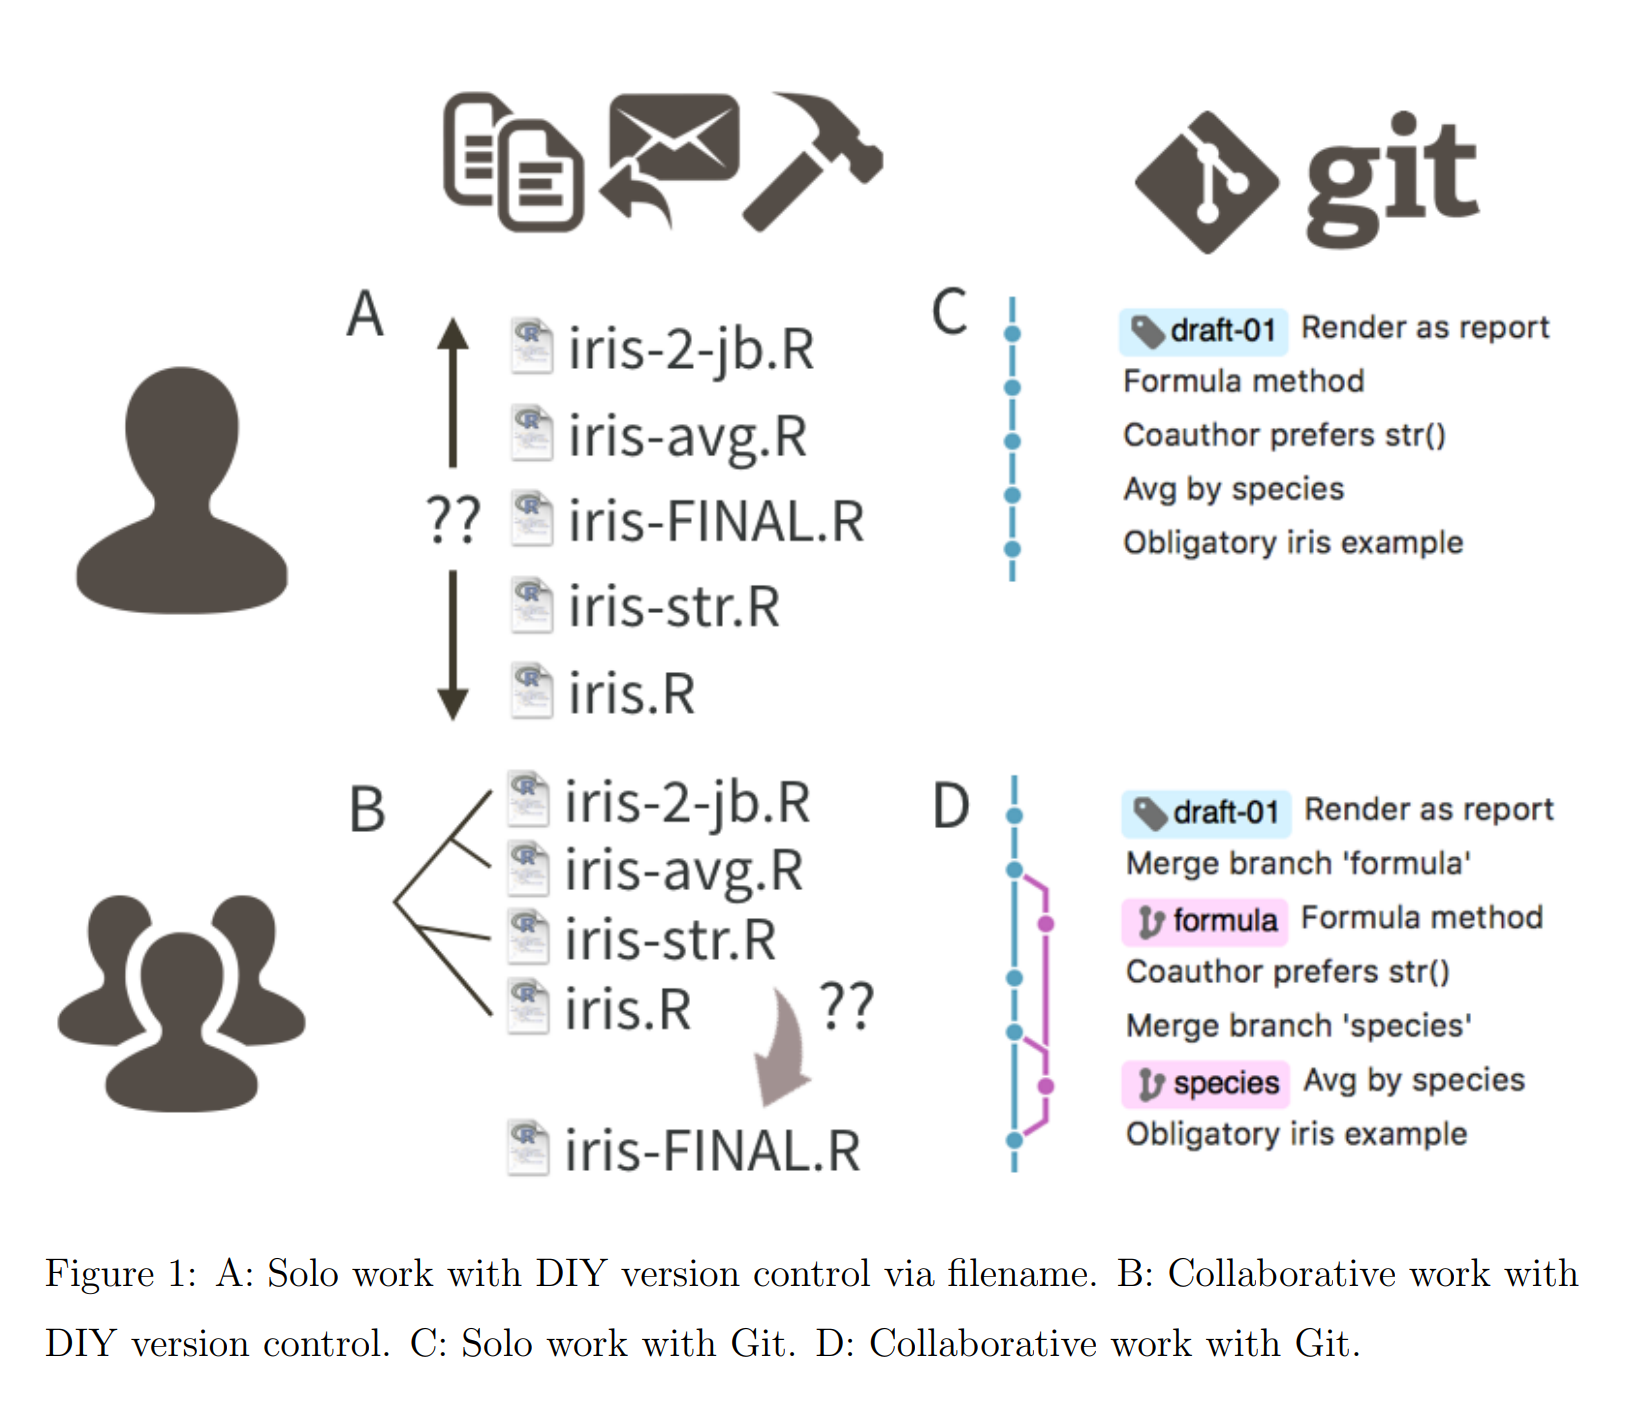 git
A
iris-2-jb.R
iris-avg.R
??
iris-FINAL.R
iris-str.R
iris.R
C
draft-01 Render as report
Formula method
Coauthor prefers str()
Avg by species
Obligatory iris example
B
iris-2-jb.R
iris-avg.R
iris-str.R
iris.R
??
iris-FINAL.R
D
draft-01 Render as report
Merge branch 'formula'
formula Formula method
Coauthor prefers str()
Merge branch 'species'
species Avg by species
Obligatory iris example
Figure 1: A: Solo work with DIY version control via filename. B: Collaborative work with
DIY version control. C: Solo work with Git. D: Collaborative work with Git.